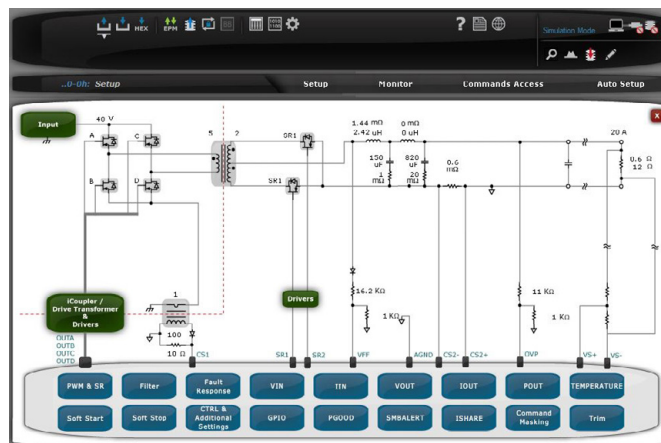 HEX
EPM
SS
1010
1100
?
Simulation Mode
..0-0h: Setup
Setup
Monitor
Commands Access
Auto Setup
Input
40 V
A
C
B
D
5
2
SR1
SR1
1.44 mΩ
2.42 uH
0 mΩ
0 uH
150 uF
1 mΩ
820 uF
20 mΩ
0.6 mΩ
20 A
0.6 Ω
12 Ω
X
iCoupler /
Drive Transformer
&
Drivers
1
100
10 Ω
Drivers
16.2 KΩ
1 KΩ
11 KΩ
1 KΩ
OUTA
OUTB
OUTC
OUTD
CS1
SR1
SR2
VFF
AGND
CS2-
CS2+
OVP
VS+
VS-
PWM & SR
Filter
Fault Response
VIN
IIN
VOUT
IOUT
POUT
TEMPERATURE
Soft Start
Soft Stop
CTRL & Additional Settings
GPIO
PGOOD
SMBALERT
ISHARE
Command Masking
Trim